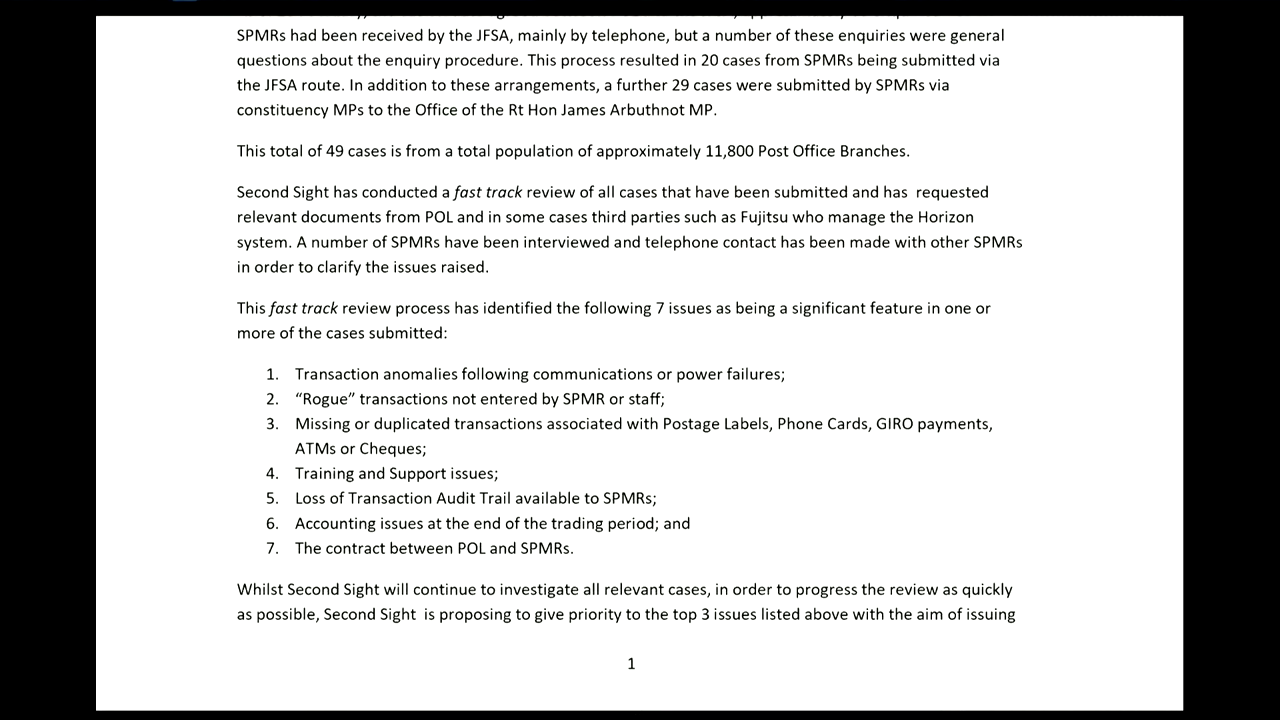 SPMRs had been received by the JFSA, mainly by telephone, but a number of these enquiries were general
questions about the enquiry procedure. This process resulted in 20 cases from SPMRs being submitted via
the JFSA route. In addition to these arrangements, a further 29 cases were submitted by SPMRs via
constituency MPs to the Office of the Rt Hon James Arbuthnot MP.
This total of 49 cases is from a total population of approximately 11,800 Post Office Branches.
Second Sight has conducted a fast track review of all cases that have been submitted and has  requested
relevant documents from POL and in some cases third parties such as Fujitsu who manage the Horizon
system. A number of SPMRs have been interviewed and telephone contact has been made with other SPMRs
in order to clarify the issues raised.
This fast track review process has identified the following 7 issues as being a significant feature in one or
more of the cases submitted:
1. Transaction anomalies following communications or power failures;
2. “Rogue” transactions not entered by SPMR or staff;
3. Missing or duplicated transactions associated with Postage Labels, Phone Cards, GIRO payments,
ATMs or Cheques;
4. Training and Support issues;
5. Loss of Transaction Audit Trail available to SPMRs;
6. Accounting issues at the end of the trading period; and
7. The contract between POL and SPMRs.
Whilst Second Sight will continue to investigate all relevant cases, in order to progress the review as quickly
as possible, Second Sight  is proposing to give priority to the top 3 issues listed above with the aim of issuing
1